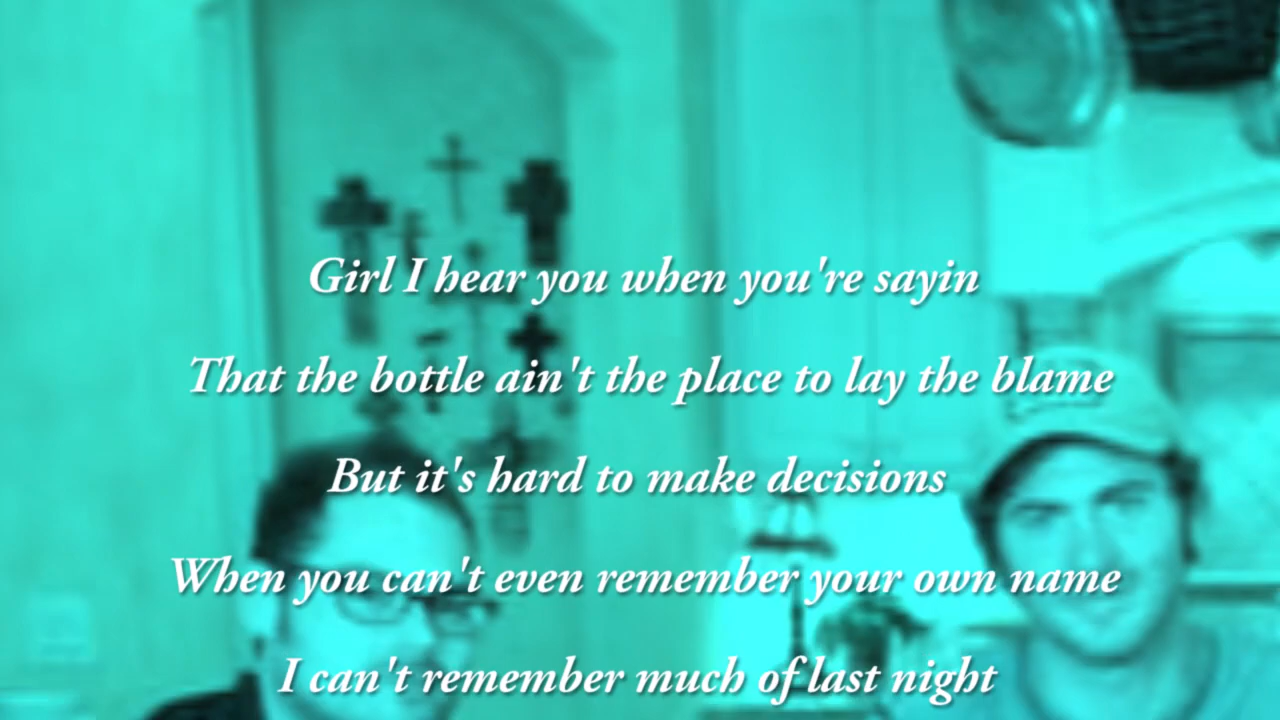 Girl I hear you when you're sayin
That the bottle ain't the place to lay the blame
But it's hard to make decisions
When you can't even remember your own name
I can't remember much of last night